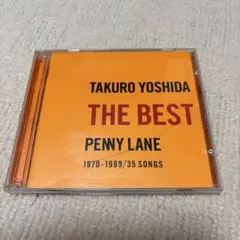 TAKURO YOSHIDA
THE BEST
PENNY LANE
1970-1999/35 SONGS